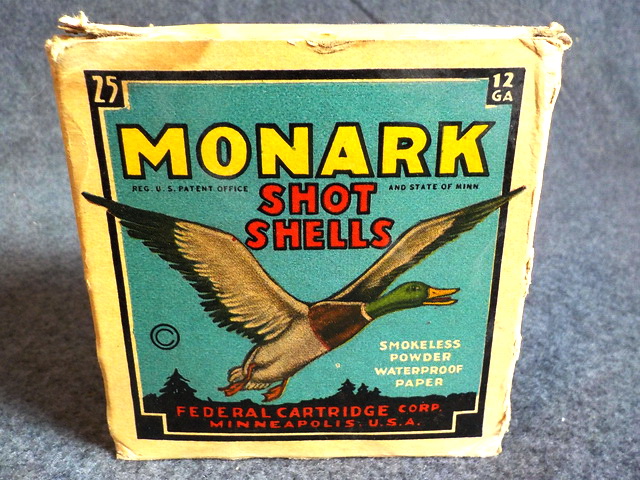 25
12
GA
MONARK
REG. U.S. PATENT OFFICE
AND STATE OF MINN
SHOT
SHELLS
©
SMOKELESS
POWDER
WATERPROOF
PAPER
FEDERAL CARTRIDGE CORP.
MINNEAPOLIS. U.S.A.